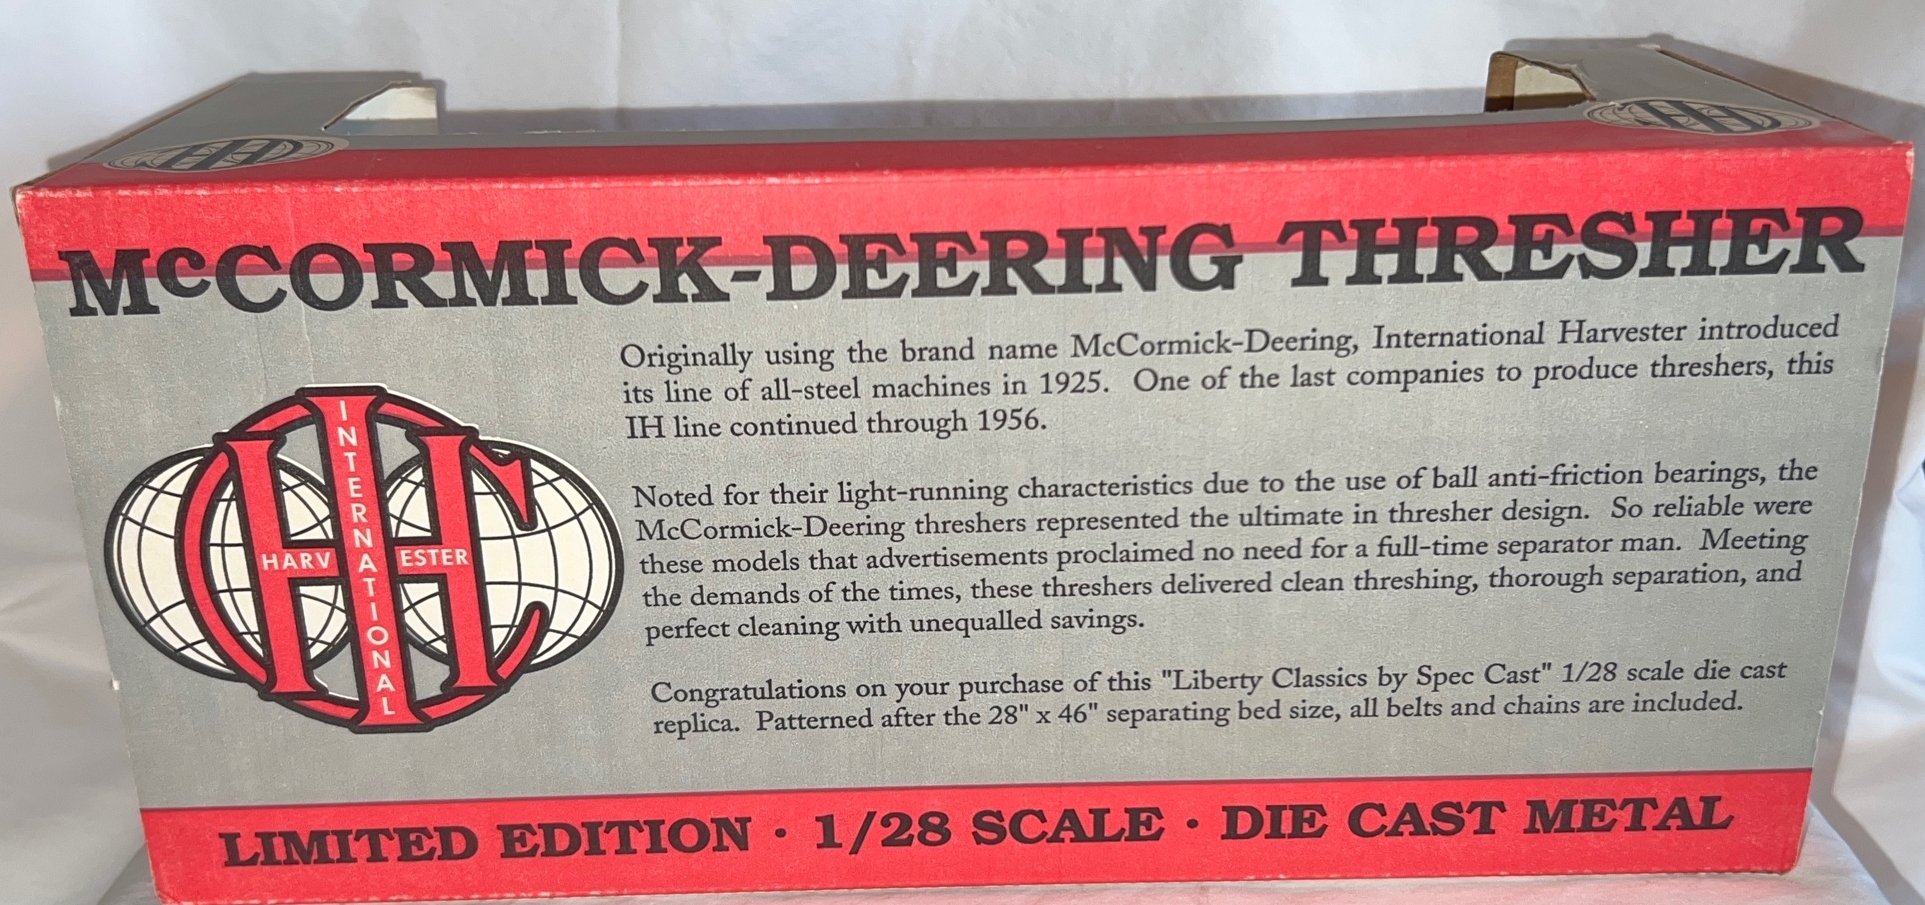 McCORMICK-DEERING THRESHER
Originally using the brand name McCormick-Deering, International Harvester introduced
its line of all-steel machines in 1925. One of the last companies to produce threshers, this
IH line continued through 1956.
Noted for their light-running characteristics due to the use of ball anti-friction bearings, the
McCormick-Deering threshers represented the ultimate in thresher design. So reliable were
these models that advertisements proclaimed no need for a full-time separator man. Meeting
the demands of the times, these threshers delivered clean threshing, thorough separation, and
perfect cleaning with unequalled savings.
Congratulations on your purchase of this "Liberty Classics by Spec Cast" 1/28 scale die cast
replica. Patterned after the 28" x 46" separating bed size, all belts and chains are included.
INTERNATIONAL
HARVESTER
LIMITED EDITION · 1/28 SCALE · DIE CAST METAL